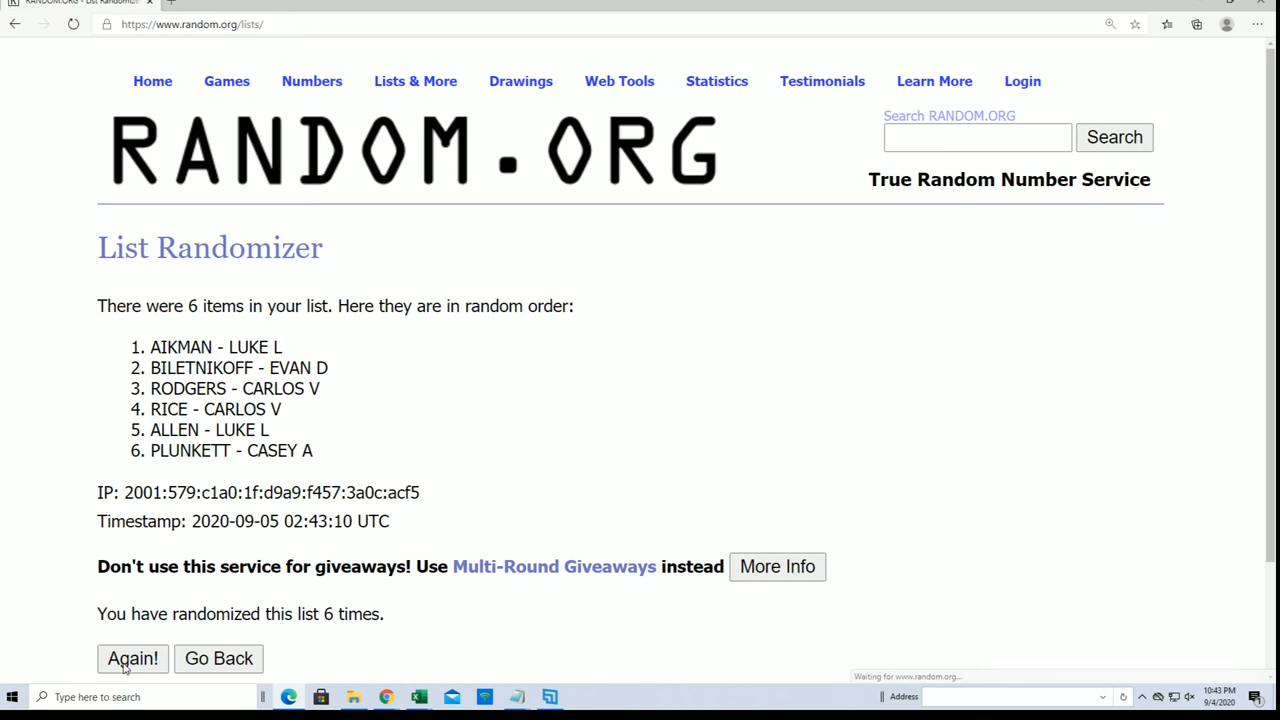 RANDOM.ORG - List Randomizer
https://www.random.org/lists/
Home Games Numbers Lists & More Drawings Web Tools Statistics Testimonials Learn More Login
RANDOM.ORG
Search RANDOM.ORG
Search
True Random Number Service
List Randomizer
There were 6 items in your list. Here they are in random order:
1. AIKMAN - LUKE L
2. BILETNIKOFF - EVAN D
3. RODGERS - CARLOS V
4. RICE - CARLOS V
5. ALLEN - LUKE L
6. PLUNKETT - CASEY A
IP: 2001:579:c1a0:1f:d9a9:f457:3a0c:acf5
Timestamp: 2020-09-05 02:43:10 UTC
Don't use this service for giveaways! Use Multi-Round Giveaways instead More Info
You have randomized this list 6 times.
Again! Go Back
Waiting for www.random.org...
Type here to search
Address
10:43 PM
9/4/2020